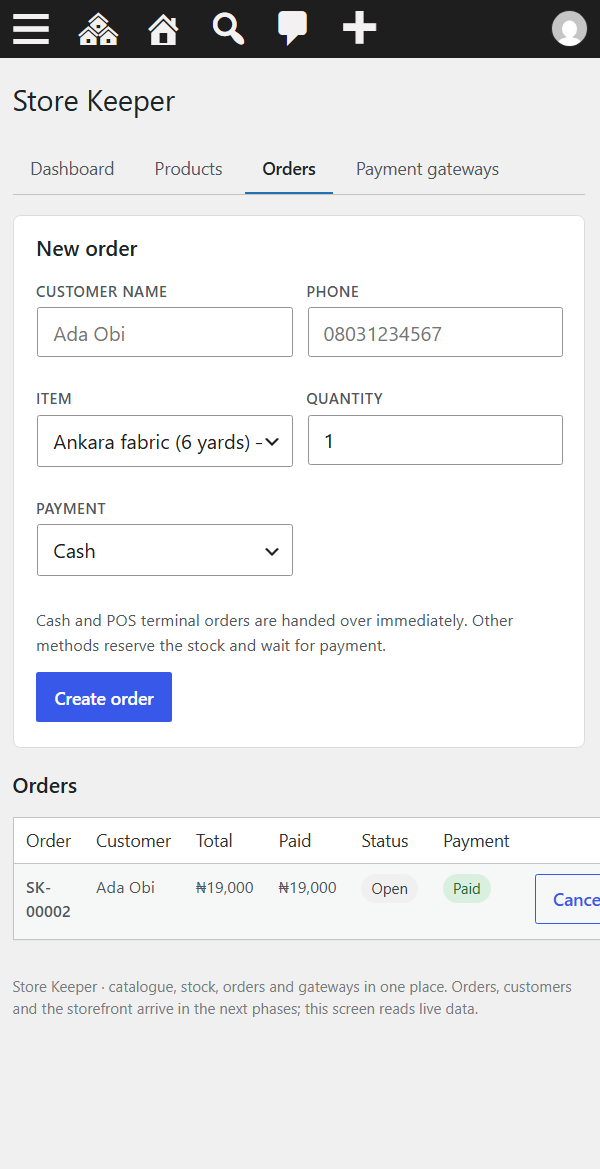 Store Keeper
Dashboard Products Orders Payment gateways
New order
CUSTOMER NAME PHONE
Ada Obi 08031234567
ITEM QUANTITY
Ankara fabric (6 yards) – 1
PAYMENT
Cash
Cash and POS terminal orders are handed over immediately. Other
methods reserve the stock and wait for payment.
Create order
Orders
Order Customer Total Paid Status Payment
SK- Ada Obi ₦19,000 ₦19,000 Open Paid Cance
00002
Store Keeper · catalogue, stock, orders and gateways in one place. Orders, customers
and the storefront arrive in the next phases; this screen reads live data.